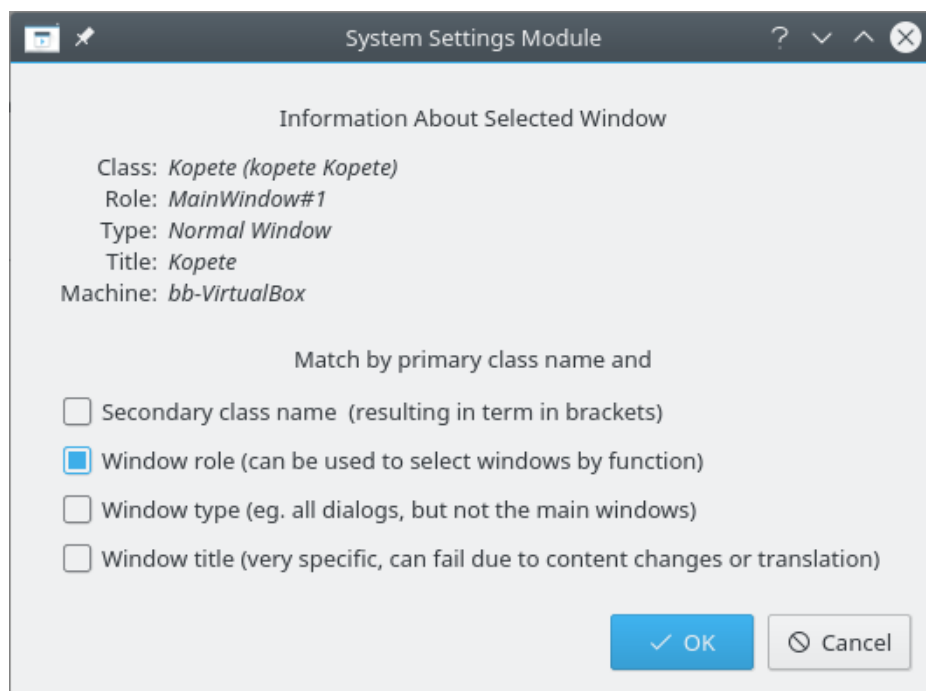 System Settings Module
Information About Selected Window
Class: Kopete (kopete Kopete)
Role: MainWindow#1
Type: Normal Window
Title: Kopete
Machine: bb-VirtualBox
Match by primary class name and
Secondary class name  (resulting in term in brackets)
Window role (can be used to select windows by function)
Window type (eg. all dialogs, but not the main windows)
Window title (very specific, can fail due to content changes or translation)
OK Cancel